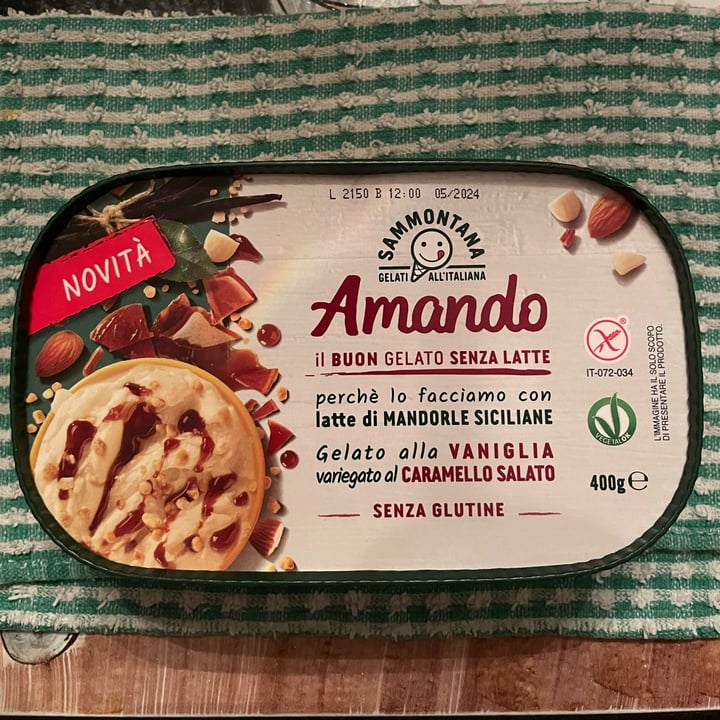 L 2150 B 12:00 05/2024
SAMMONTANA
GELATI ALL'ITALIANA
NOVITÀ
Amando
il BUON GELATO SENZA LATTE
perchè lo facciamo con
latte di MANDORLE SICILIANE
Gelato alla VANIGLIA
variegato al CARAMELLO SALATO
SENZA GLUTINE
IT-072-034
VEGETALOK
400g e
L'IMMAGINE HA IL SOLO SCOPO
DI PRESENTARE IL PRODOTTO.